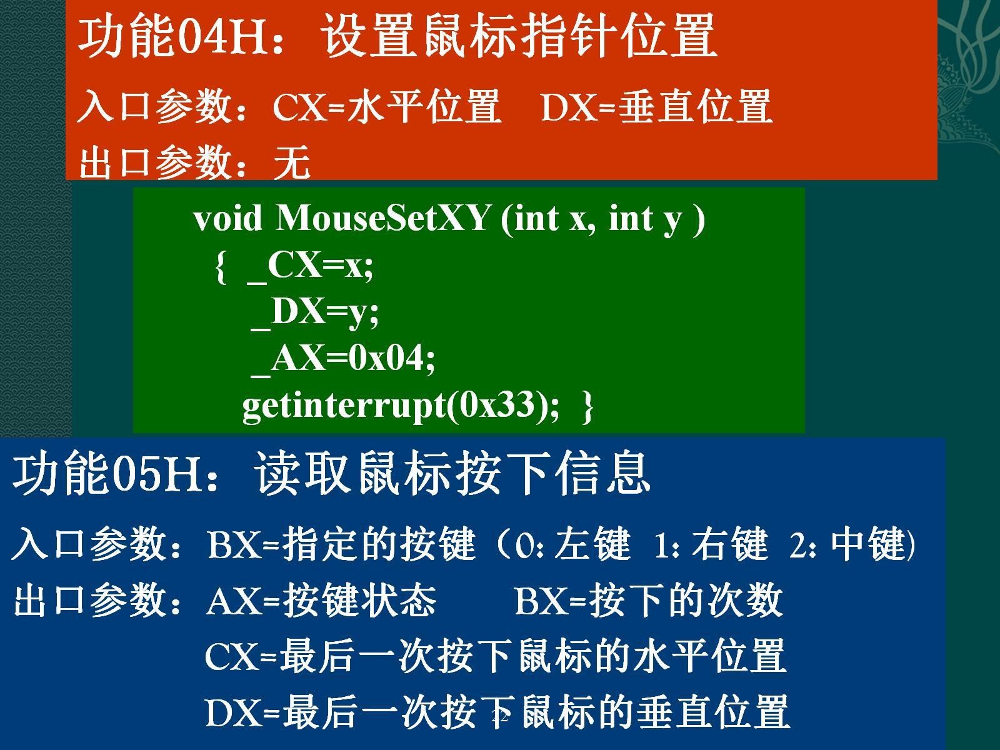 功能04H：设置鼠标指针位置
入口参数：CX=水平位置 DX=垂直位置
出口参数：无
void MouseSetXY (int x, int y )
{ _CX=x;
_DX=y;
_AX=0x04;
getinterrupt(0x33); }
功能05H：读取鼠标按下信息
入口参数：BX=指定的按键（0: 左键 1: 右键 2: 中键)
出口参数：AX=按键状态 BX=按下的次数
CX=最后一次按下鼠标的水平位置
DX=最后一次按下鼠标的垂直位置
22